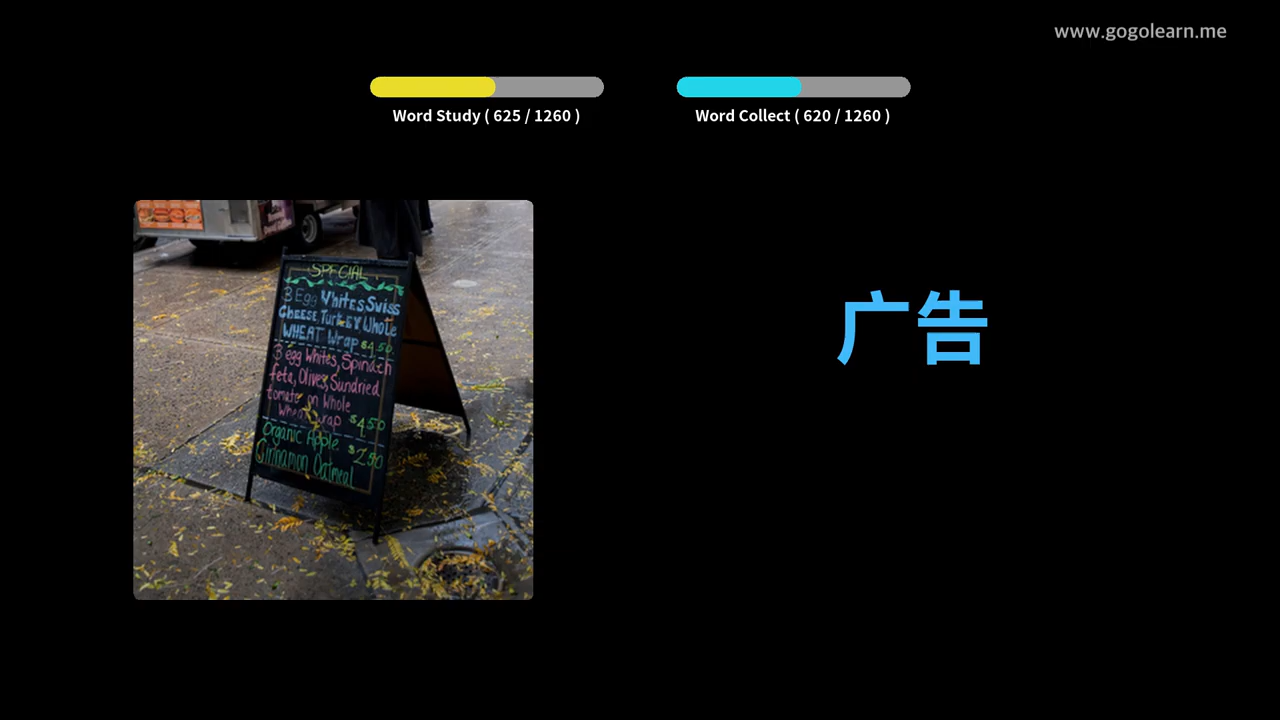 www.gogolearn.me
Word Study ( 625 / 1260 )
Word Collect ( 620 / 1260 )
SPECIAL
3 Egg Whites, Swiss
Cheese, Turkey Whole
WHEAT Wrap $4.50
3 egg Whites, Spinach
feta, Olives, Sundried
tomato on Whole
Wheat Wrap $4.50
Organic Apple $2.50
Cinnamon Oatmeal
广告